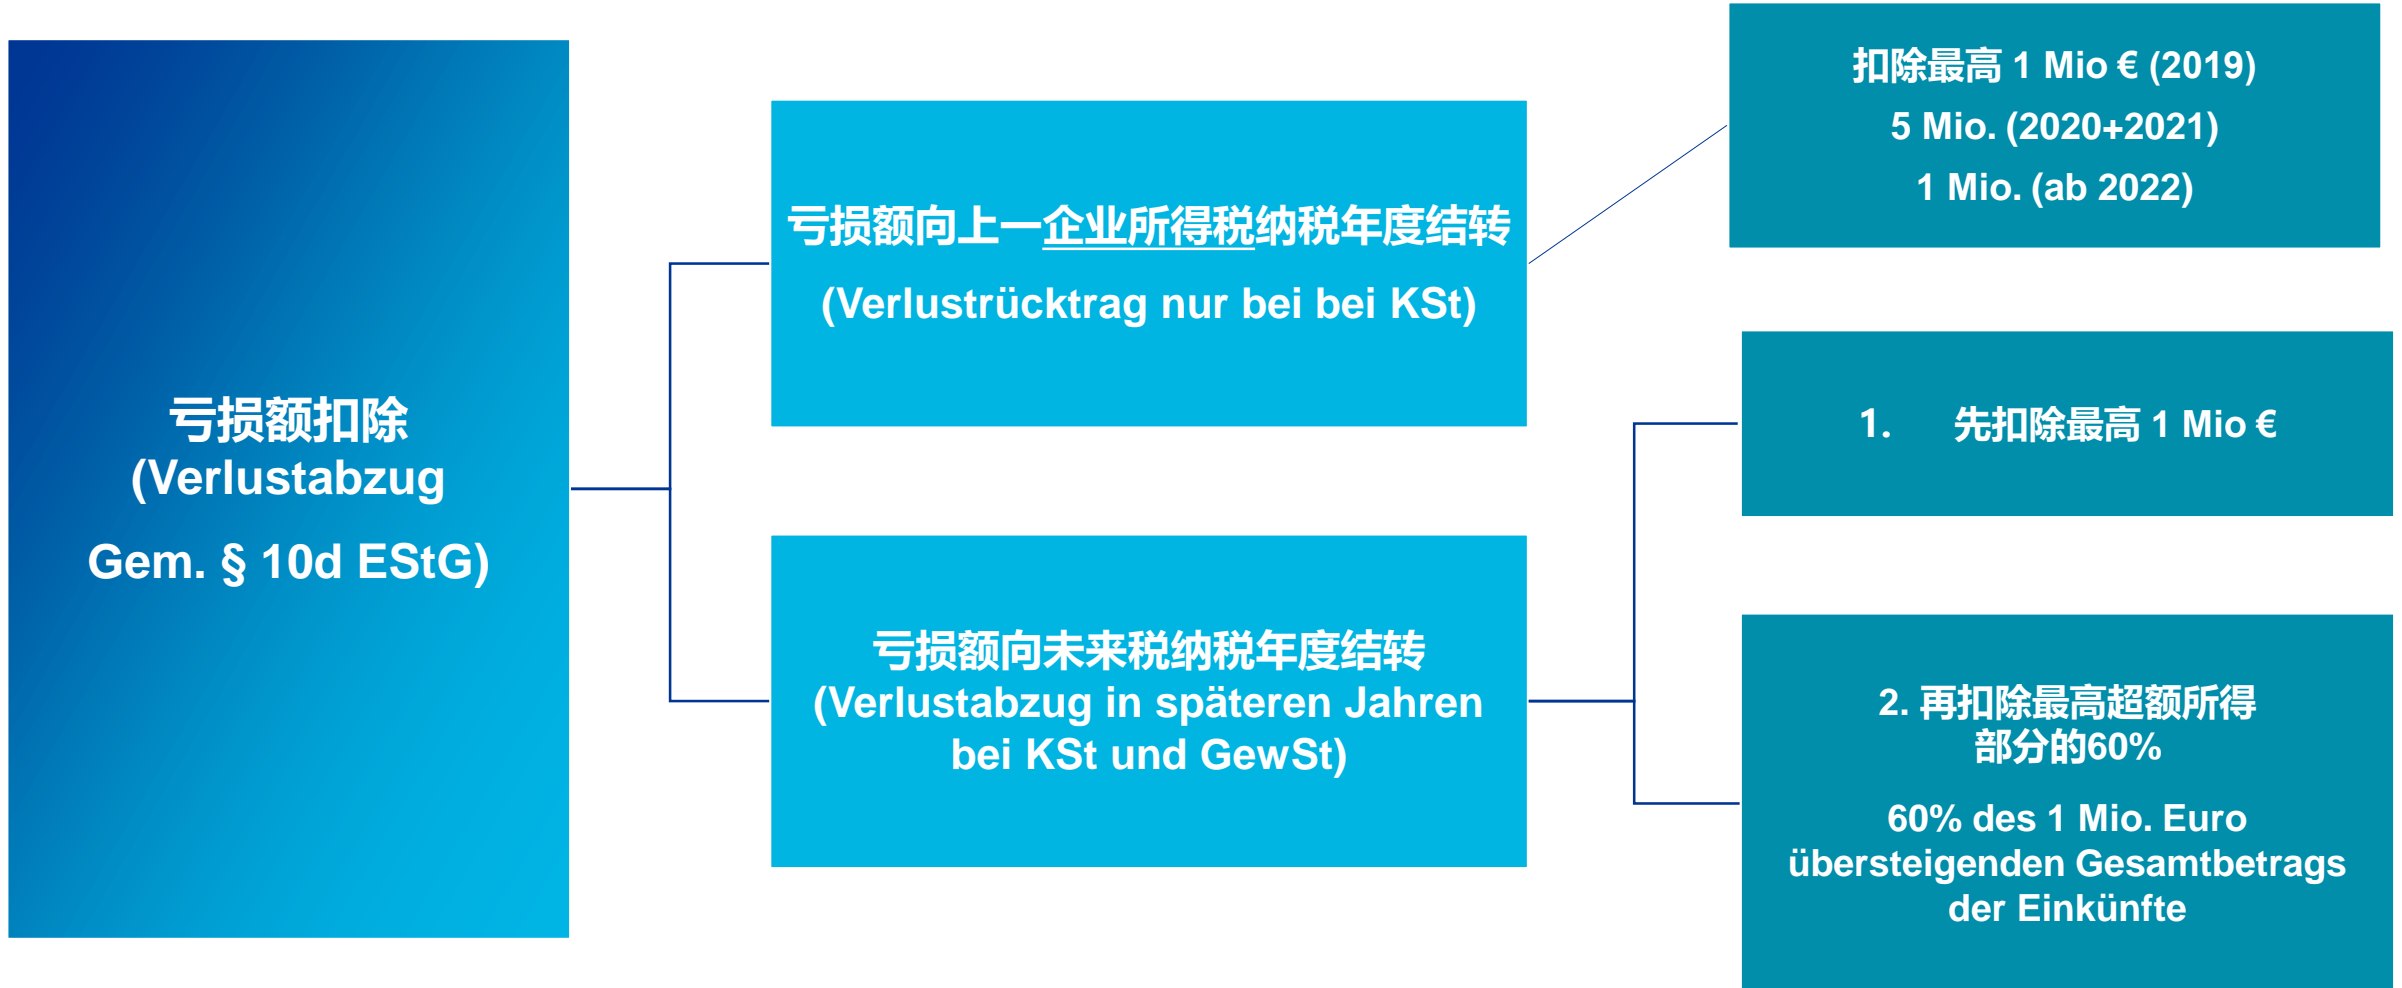 亏损额扣除
(Verlustabzug
Gem. § 10d EStG)
亏损额向上一企业所得税纳税年度结转
(Verlustrücktrag nur bei bei KSt)
扣除最高 1 Mio € (2019)
5 Mio. (2020+2021)
1 Mio. (ab 2022)
亏损额向未来税纳税年度结转
(Verlustabzug in späteren Jahren
bei KSt und GewSt)
1. 先扣除最高 1 Mio €
2. 再扣除最高超额所得
部分的60%
60% des 1 Mio. Euro
übersteigenden Gesamtbetrags
der Einkünfte